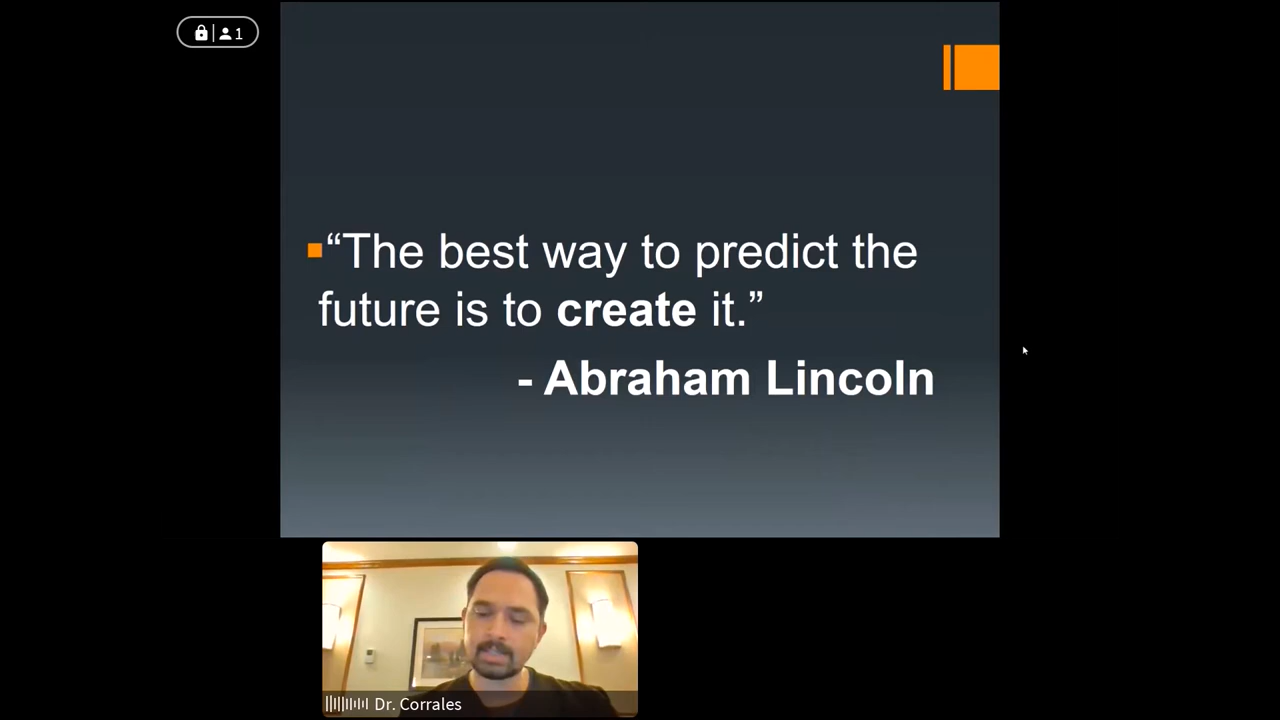 1
“The best way to predict the
future is to create it.”
- Abraham Lincoln
Dr. Corrales